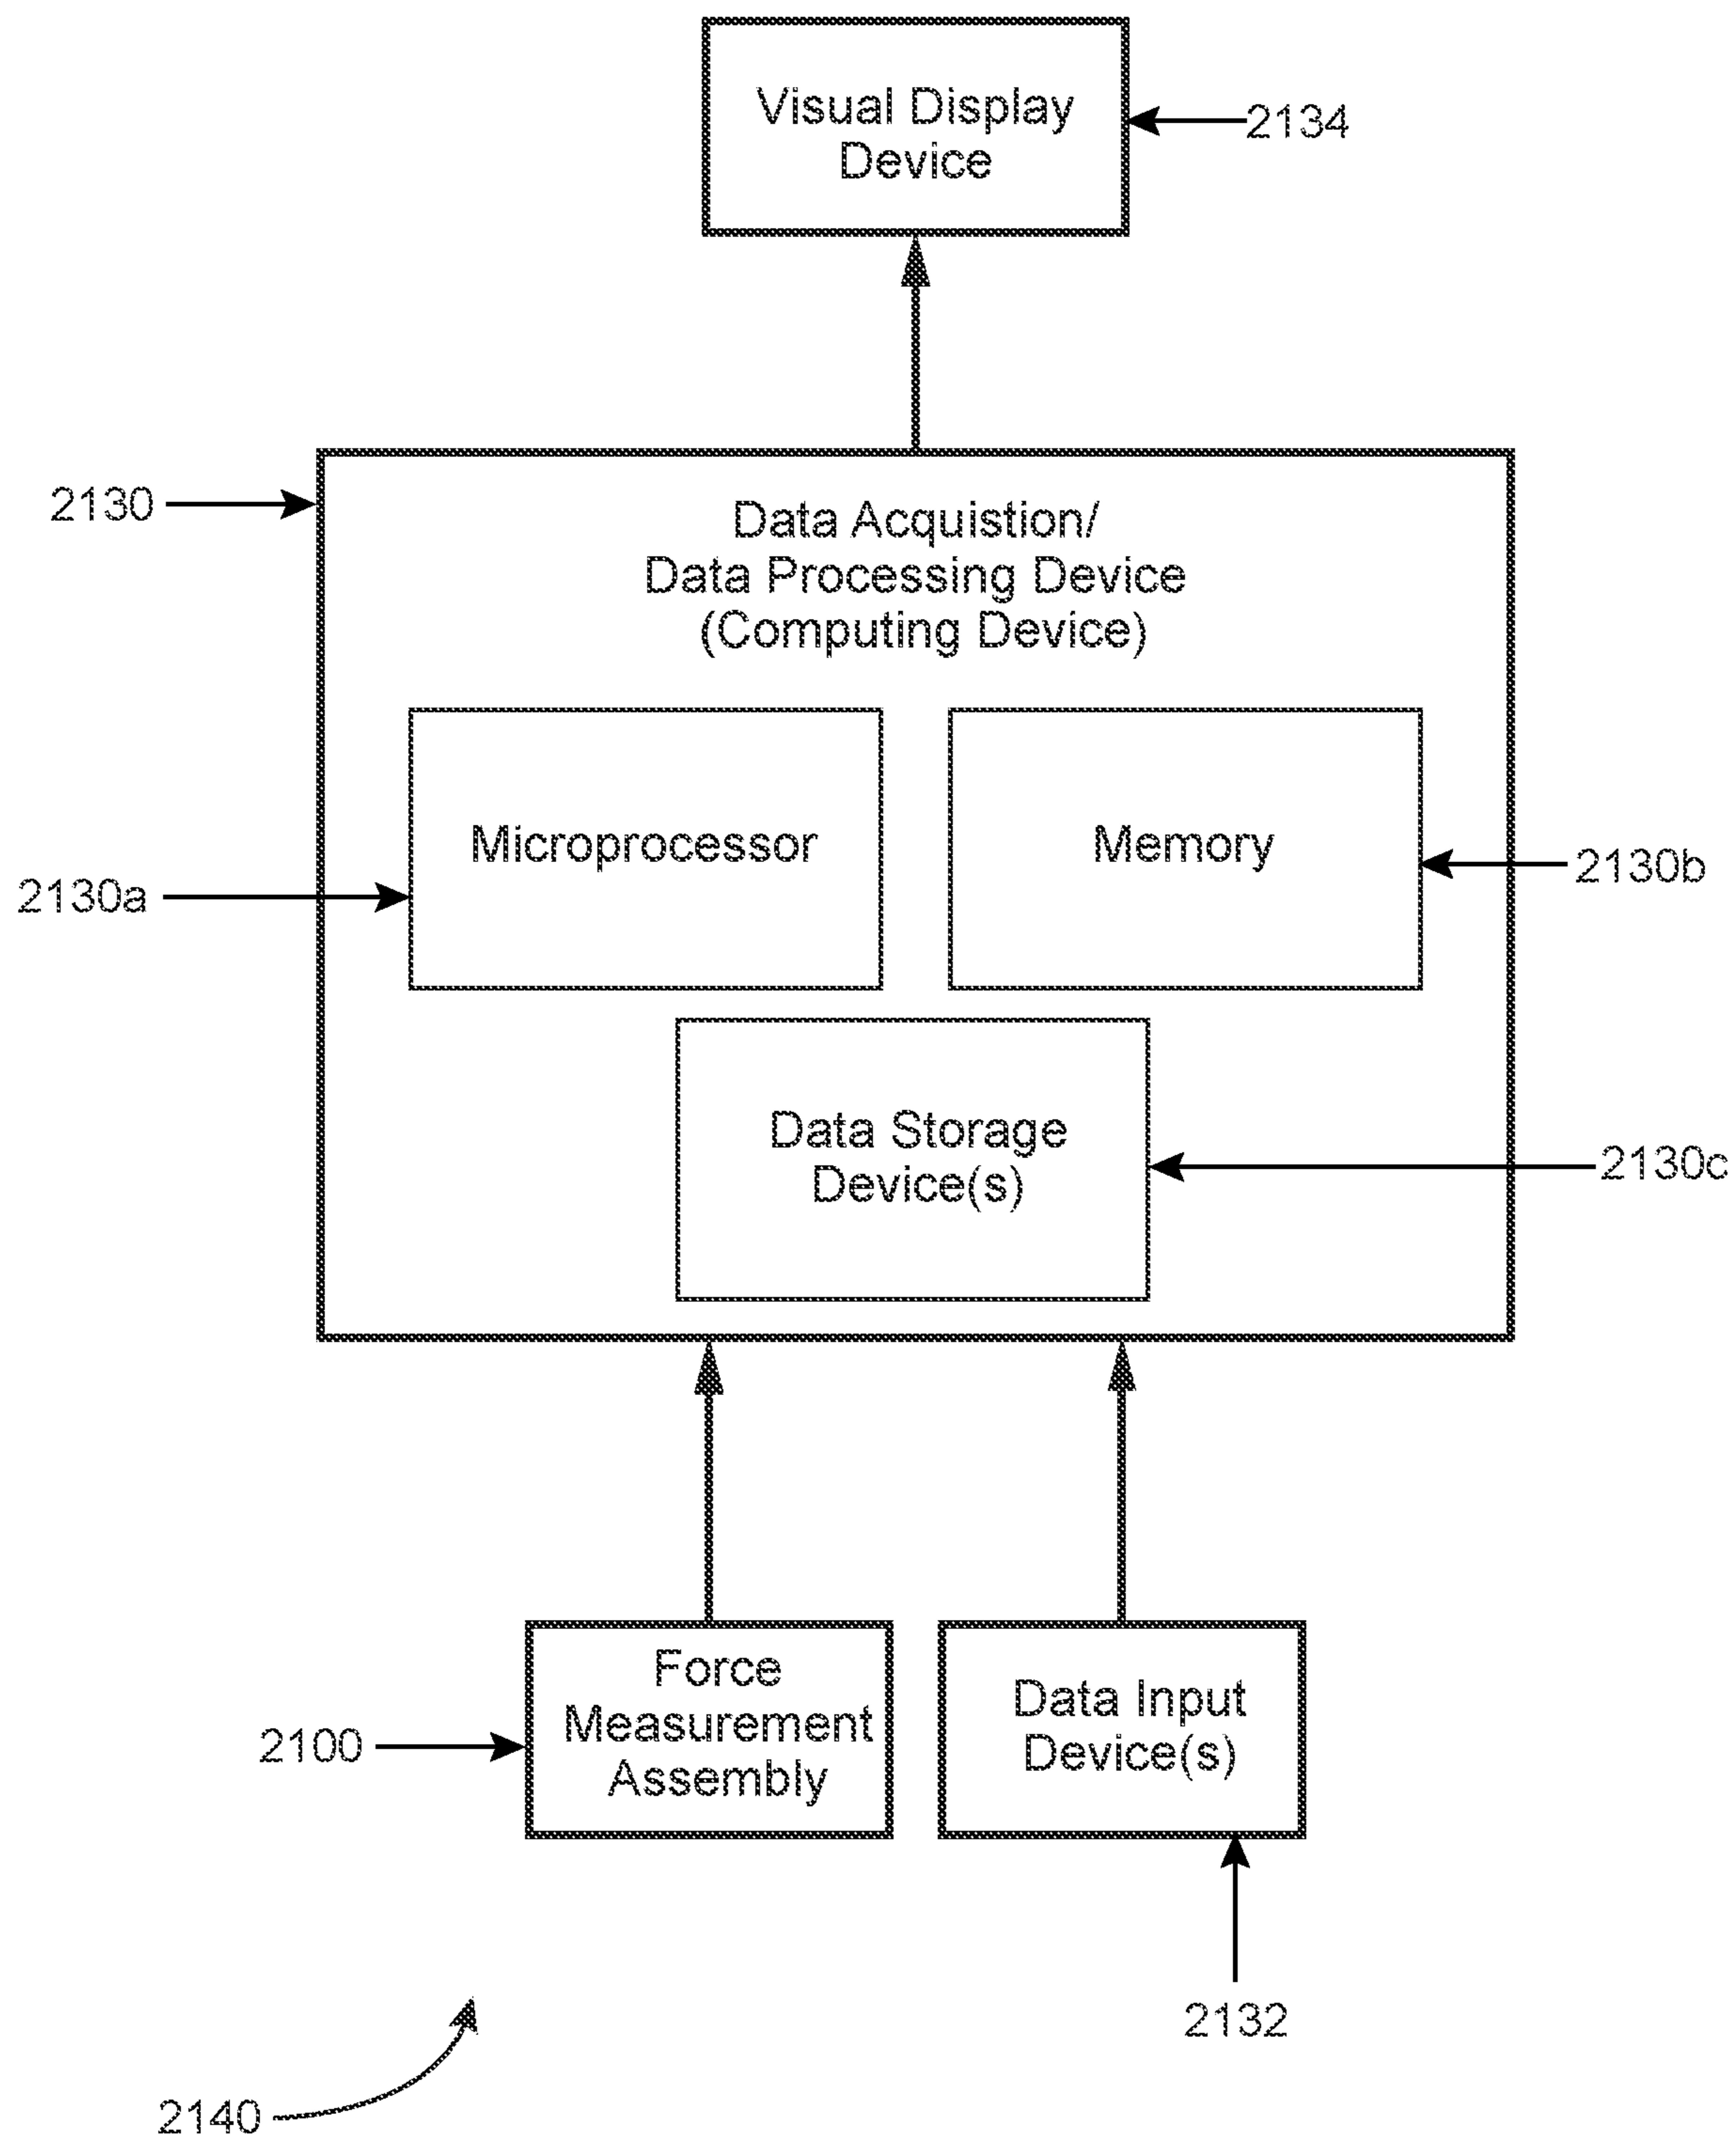 Visual Display
Device
2134
2130
Data Acquistion/
Data Processing Device
(Computing Device)
Microprocessor
Memory
2130a
2130b
Data Storage
Device(s)
2130c
Force
Measurement
Assembly
2100
Data Input
Device(s)
2132
2140